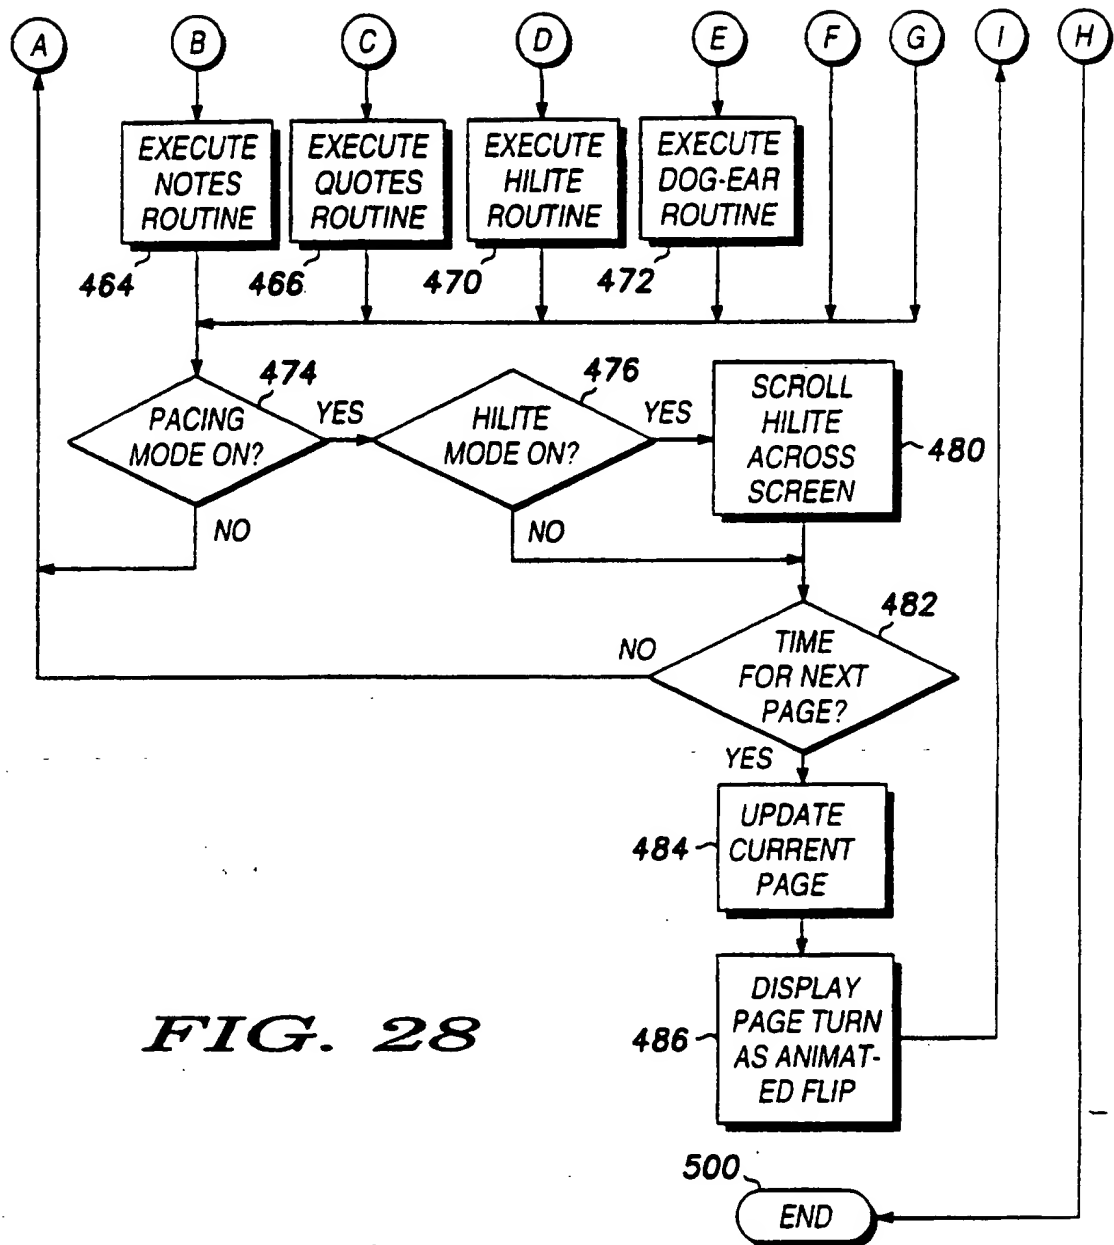 A B C D E F G I H
EXECUTE
NOTES
ROUTINE
464
EXECUTE
QUOTES
ROUTINE
466
EXECUTE
HILITE
ROUTINE
470
EXECUTE
DOG-EAR
ROUTINE
472
PACING
MODE ON?
474
YES
NO
HILITE
MODE ON?
476
YES
NO
SCROLL
HILITE
ACROSS
SCREEN
480
TIME
FOR NEXT
PAGE?
482
NO
YES
UPDATE
CURRENT
PAGE
484
DISPLAY
PAGE TURN
AS ANIMAT-
ED FLIP
486
FIG. 28
500
END